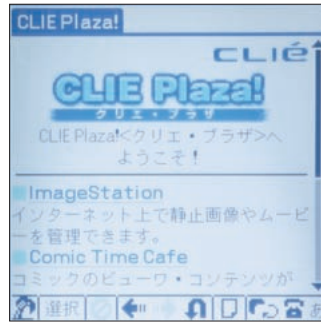 CLIE Plaza!
CLIÉ
CLIE Plaza!
クリエ・プラザ
CLIE Plaza!<クリエ・プラザ>へ
ようこそ！
ImageStation
インターネット上で静止画像やムービ
ーを管理できます。
Comic Time Cafe
コミックのビューワ・コンテンツが
選択
あ